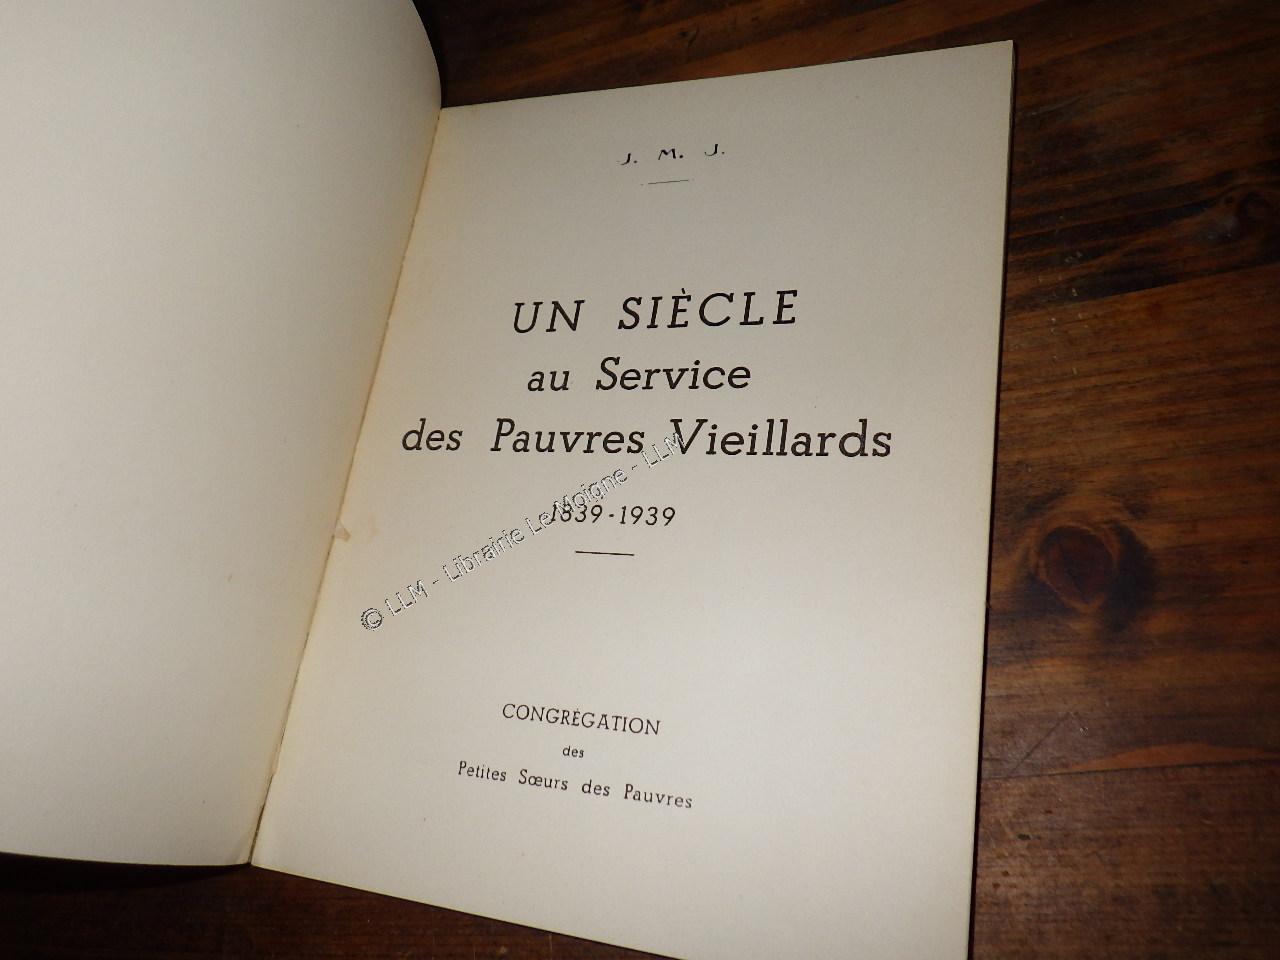 J. M. J.
UN SIÈCLE
au Service
des Pauvres Vieillards
1839-1939
© LLM - Librairie Le Moigne - LLM
CONGRÉGATION
des
Petites Sœurs des Pauvres